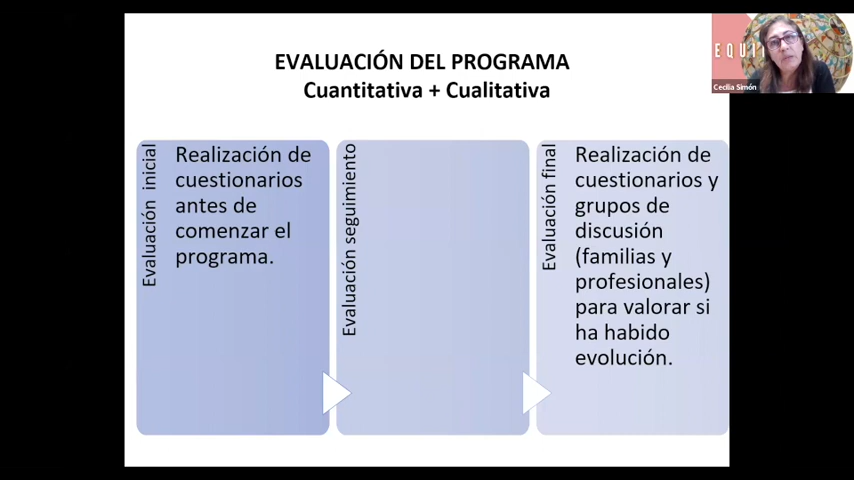 EVALUACIÓN DEL PROGRAMA
Cuantitativa + Cualitativa
Evaluación inicial
Realización de
cuestionarios
antes de
comenzar el
programa.
Evaluación seguimiento
Evaluación final
Realización de
cuestionarios y
grupos de
discusión
(familias y
profesionales)
para valorar si
ha habido
evolución.
Cecilia Simón